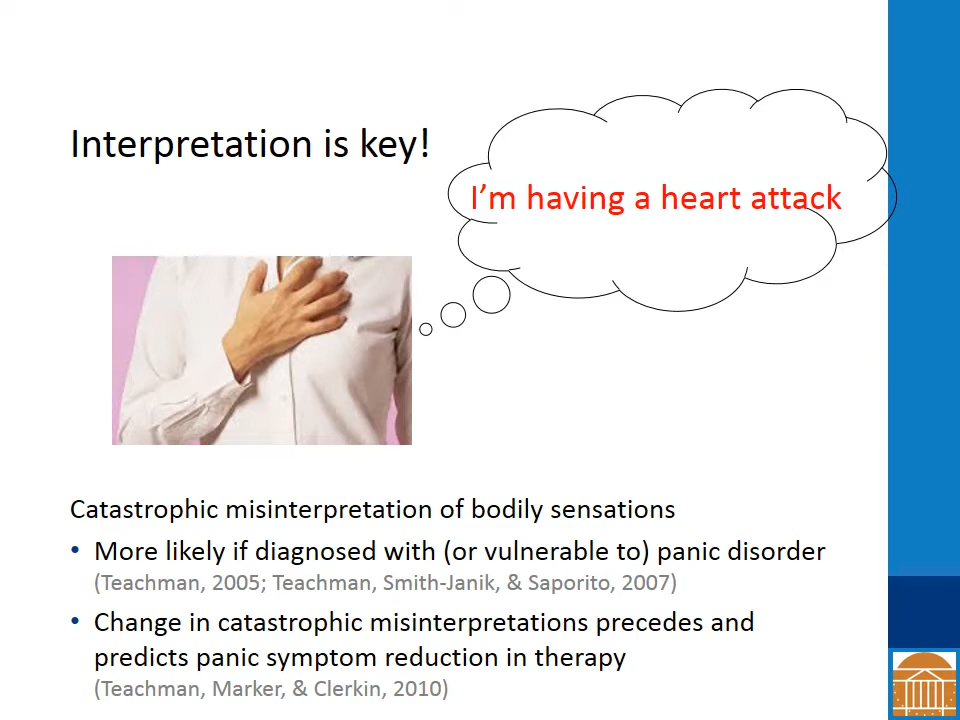 Interpretation is key!
I'm having a heart attack
Catastrophic misinterpretation of bodily sensations
• More likely if diagnosed with (or vulnerable to) panic disorder
(Teachman, 2005; Teachman, Smith-Janik, & Saporito, 2007)
• Change in catastrophic misinterpretations precedes and
predicts panic symptom reduction in therapy
(Teachman, Marker, & Clerkin, 2010)